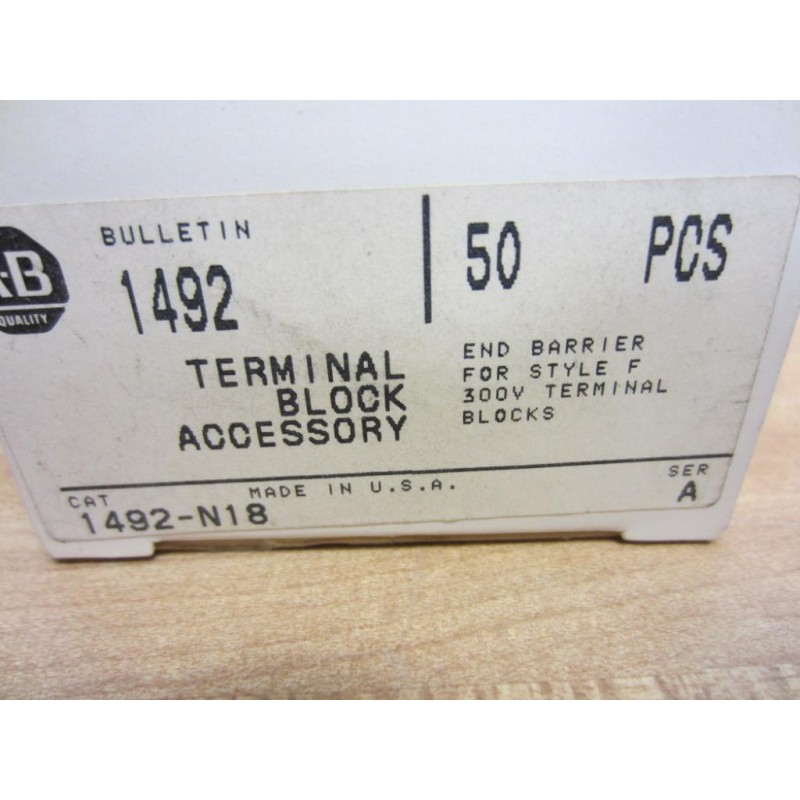 BULLETIN
1492
50 PCS
A-B
QUALITY
TERMINAL
BLOCK
ACCESSORY
END BARRIER
FOR STYLE F
300V TERMINAL
BLOCKS
CAT
MADE IN U.S.A.
SER
1492-N18
A